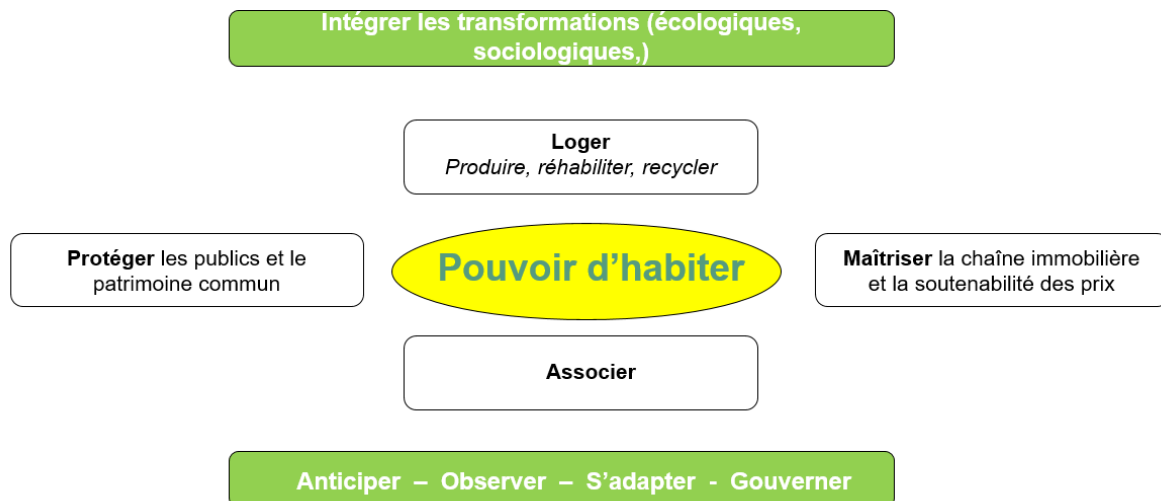 Intégrer les transformations (écologiques,
sociologiques,)
Loger
Produire, réhabiliter, recycler
Protéger les publics et le
patrimoine commun
Pouvoir d’habiter
Maîtriser la chaîne immobilière
et la soutenabilité des prix
Associer
Anticiper – Observer – S’adapter - Gouverner